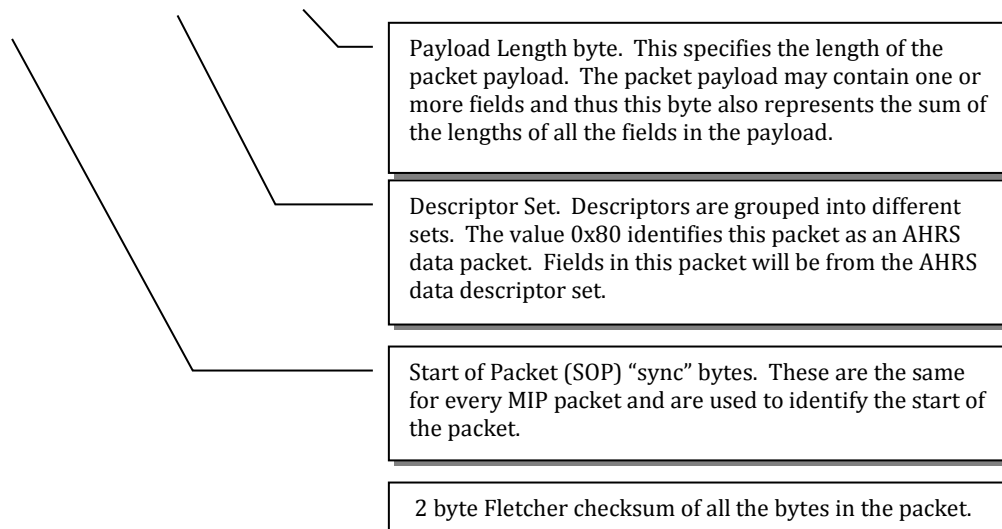 Payload Length byte.  This specifies the length of the
packet payload.  The packet payload may contain one or
more fields and thus this byte also represents the sum of
the lengths of all the fields in the payload.
Descriptor Set.  Descriptors are grouped into different
sets.  The value 0x80 identifies this packet as an AHRS
data packet.  Fields in this packet will be from the AHRS
data descriptor set.
Start of Packet (SOP) “sync” bytes.  These are the same
for every MIP packet and are used to identify the start of
the packet.
2 byte Fletcher checksum of all the bytes in the packet.